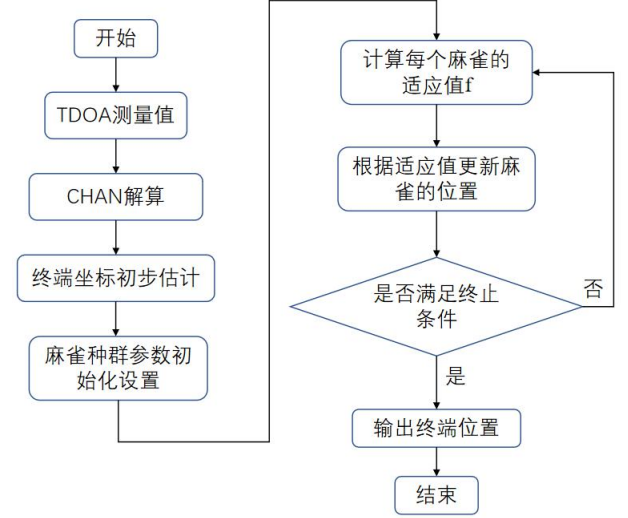 开始
TDOA测量值
CHAN解算
终端坐标初步估计
麻雀种群参数初
始化设置
计算每个麻雀的
适应值f
根据适应值更新麻
雀的位置
是否满足终止
条件
否
是
输出终端位置
结束